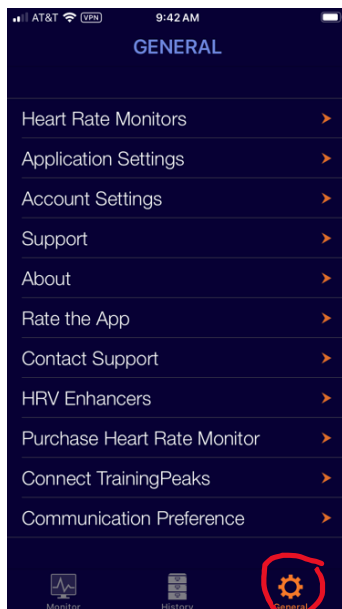 AT&T VPN 9:42 AM
GENERAL
Heart Rate Monitors
Application Settings
Account Settings
Support
About
Rate the App
Contact Support
HRV Enhancers
Purchase Heart Rate Monitor
Connect TrainingPeaks
Communication Preference
Monitor History General